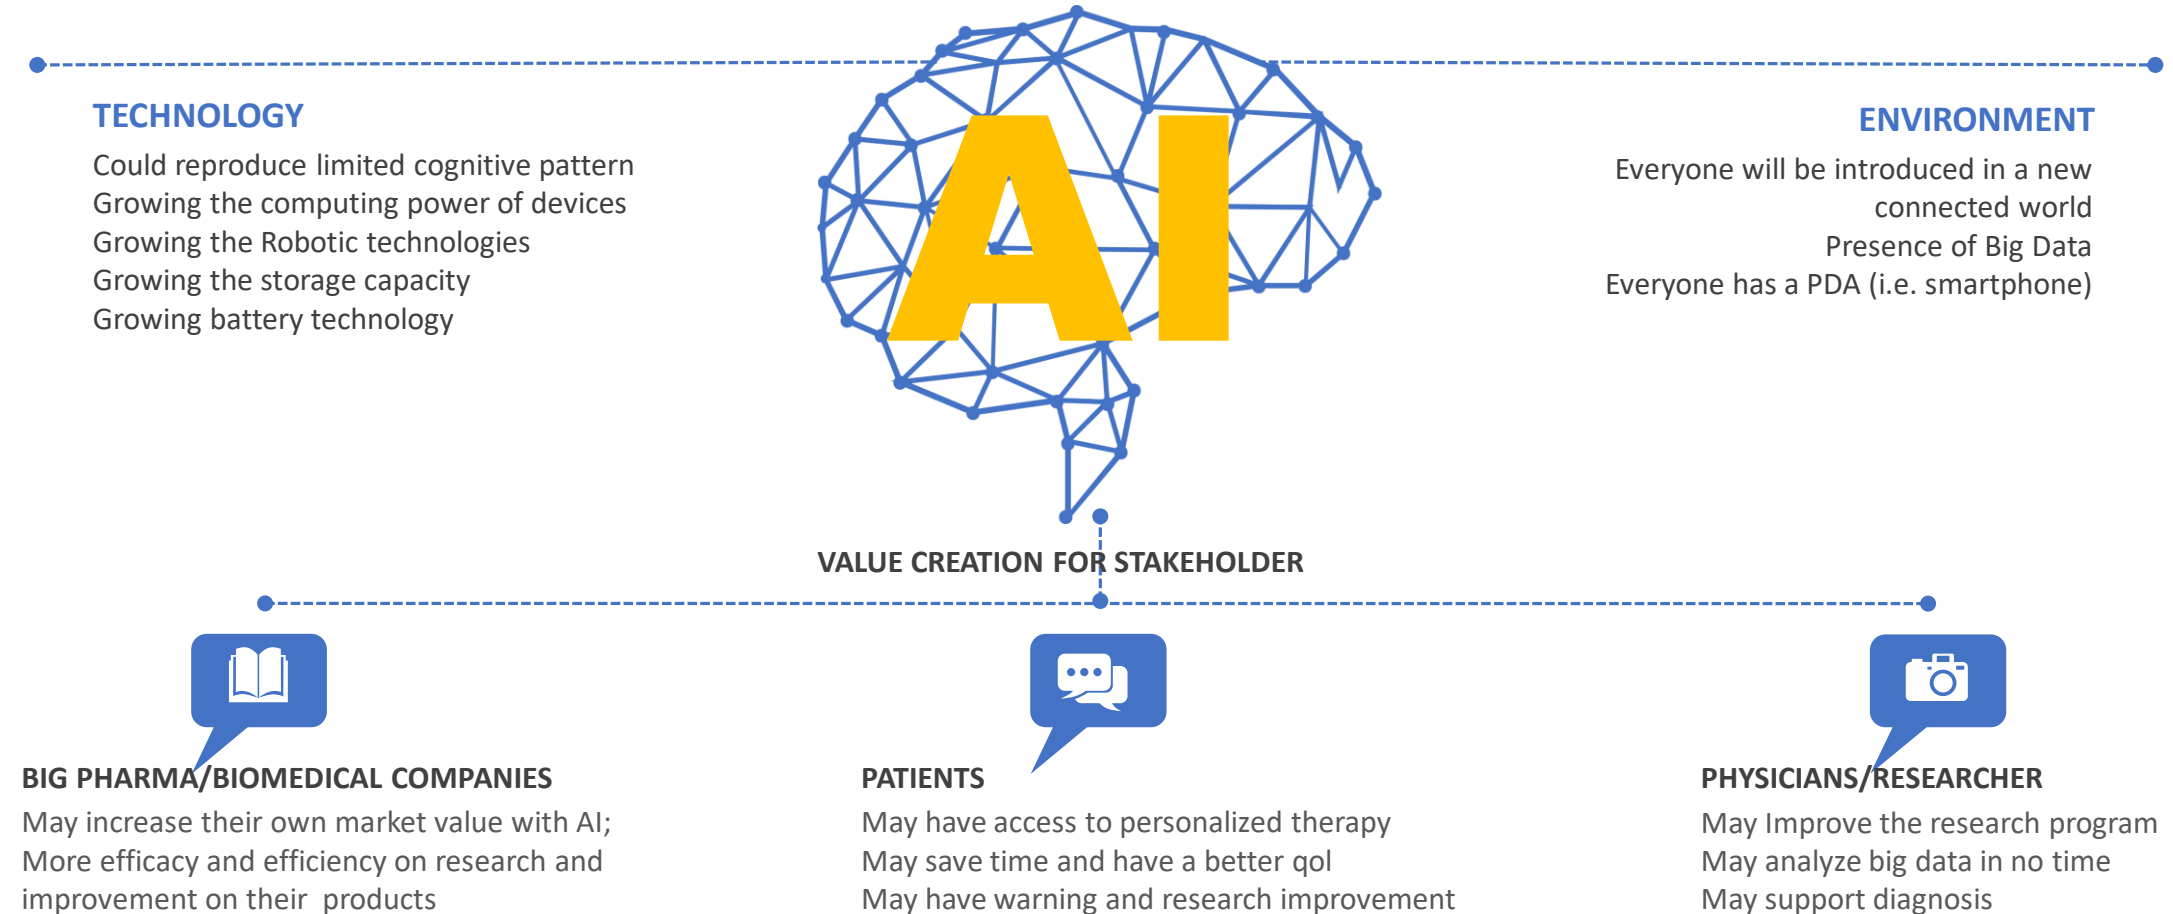 TECHNOLOGY
Could reproduce limited cognitive pattern
Growing the computing power of devices
Growing the Robotic technologies
Growing the storage capacity
Growing battery technology
AI
ENVIRONMENT
Everyone will be introduced in a new
connected world
Presence of Big Data
Everyone has a PDA (i.e. smartphone)
VALUE CREATION FOR STAKEHOLDER
BIG PHARMA/BIOMEDICAL COMPANIES
May increase their own market value with AI;
More efficacy and efficiency on research and
improvement on their  products
PATIENTS
May have access to personalized therapy
May save time and have a better qol
May have warning and research improvement
PHYSICIANS/RESEARCHER
May Improve the research program
May analyze big data in no time
May support diagnosis